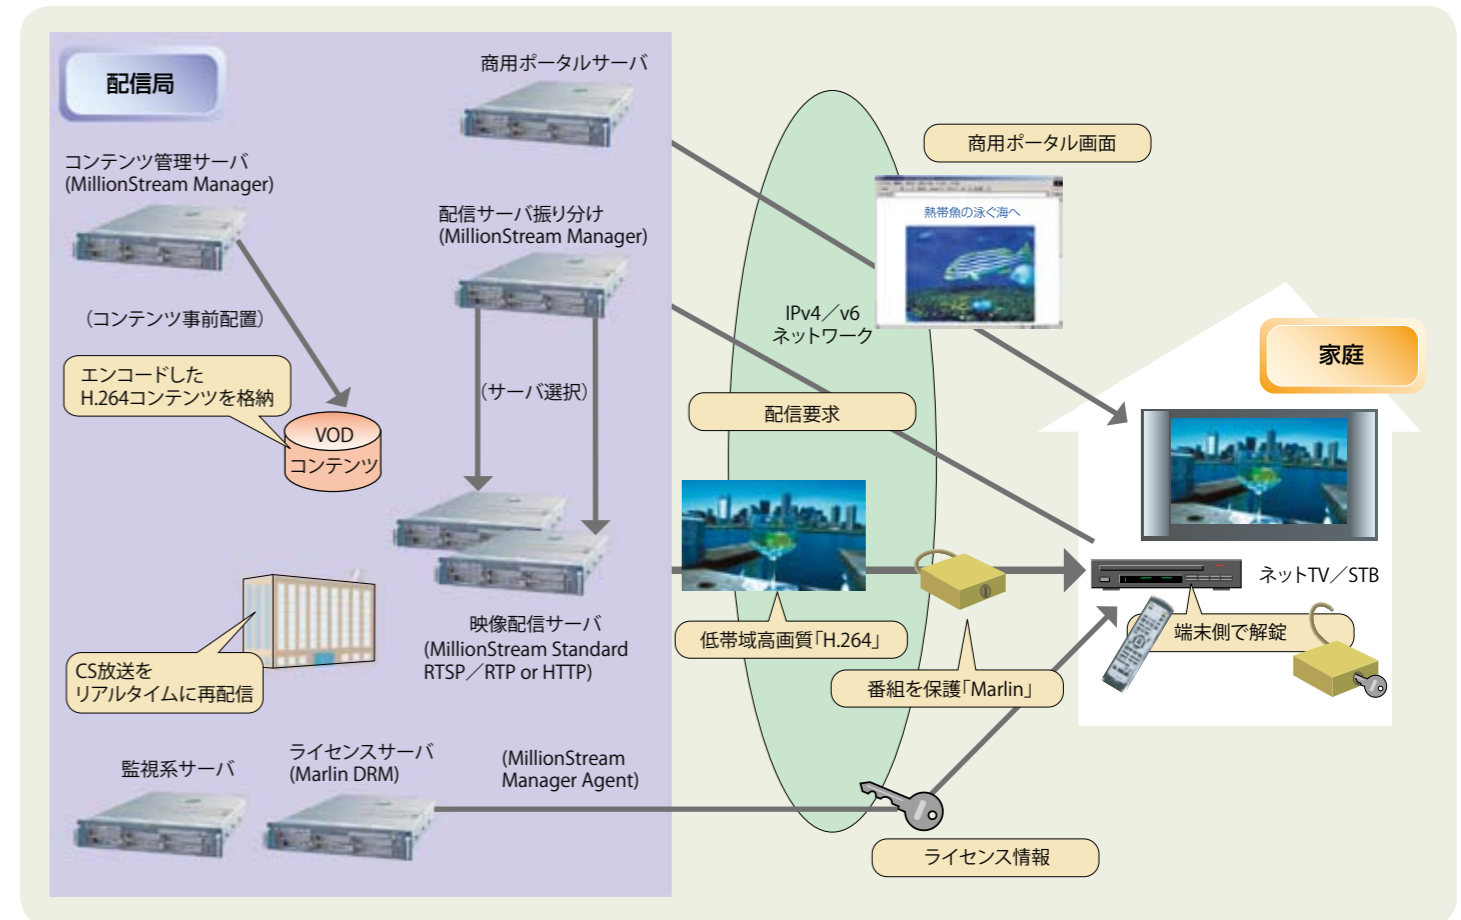 配信局
商用ポータルサーバ
コンテンツ管理サーバ
(MillionStream Manager)
配信サーバ振り分け
(MillionStream Manager)
（コンテンツ事前配置）
エンコードした
H.264コンテンツを格納
VOD
コンテンツ
（サーバ選択）
映像配信サーバ
(MillionStream Standard
RTSP／RTP or HTTP)
CS放送を
リアルタイムに再配信
監視系サーバ
ライセンスサーバ
(Marlin DRM)
(MillionStream
Manager Agent)
IPv4／v6
ネットワーク
商用ポータル画面
熱帯魚の泳ぐ海へ
配信要求
低帯域高画質「H.264」
番組を保護「Marlin」
ライセンス情報
家庭
ネットTV／STB
端末側で解錠